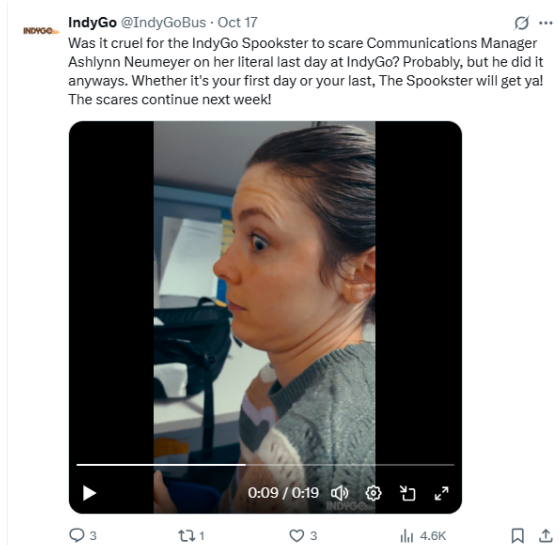 INDYGO
IndyGo @IndyGoBus · Oct 17
Was it cruel for the IndyGo Spookster to scare Communications Manager
Ashlynn Neumeyer on her literal last day at IndyGo? Probably, but he did it
anyways. Whether it's your first day or your last, The Spookster will get ya!
The scares continue next week!
0:09 / 0:19
INDYGO
3
1
3
4.6K